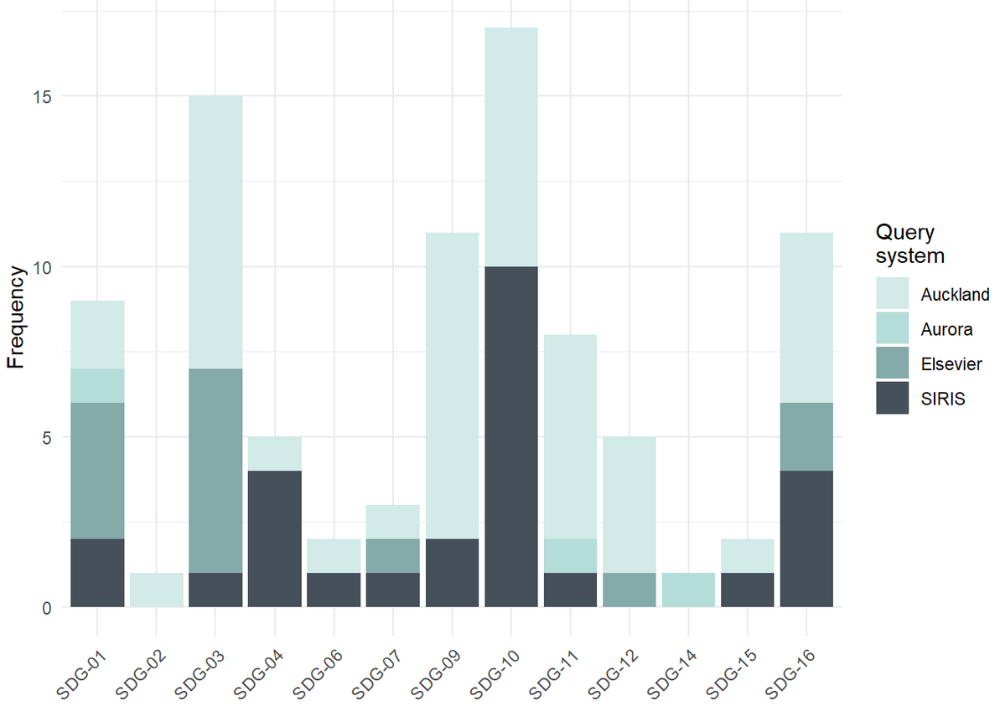 Frequency
15
10
5
0
SDG-01
SDG-02
SDG-03
SDG-04
SDG-06
SDG-07
SDG-09
SDG-10
SDG-11
SDG-12
SDG-14
SDG-15
SDG-16
Query
system
Auckland
Aurora
Elsevier
SIRIS